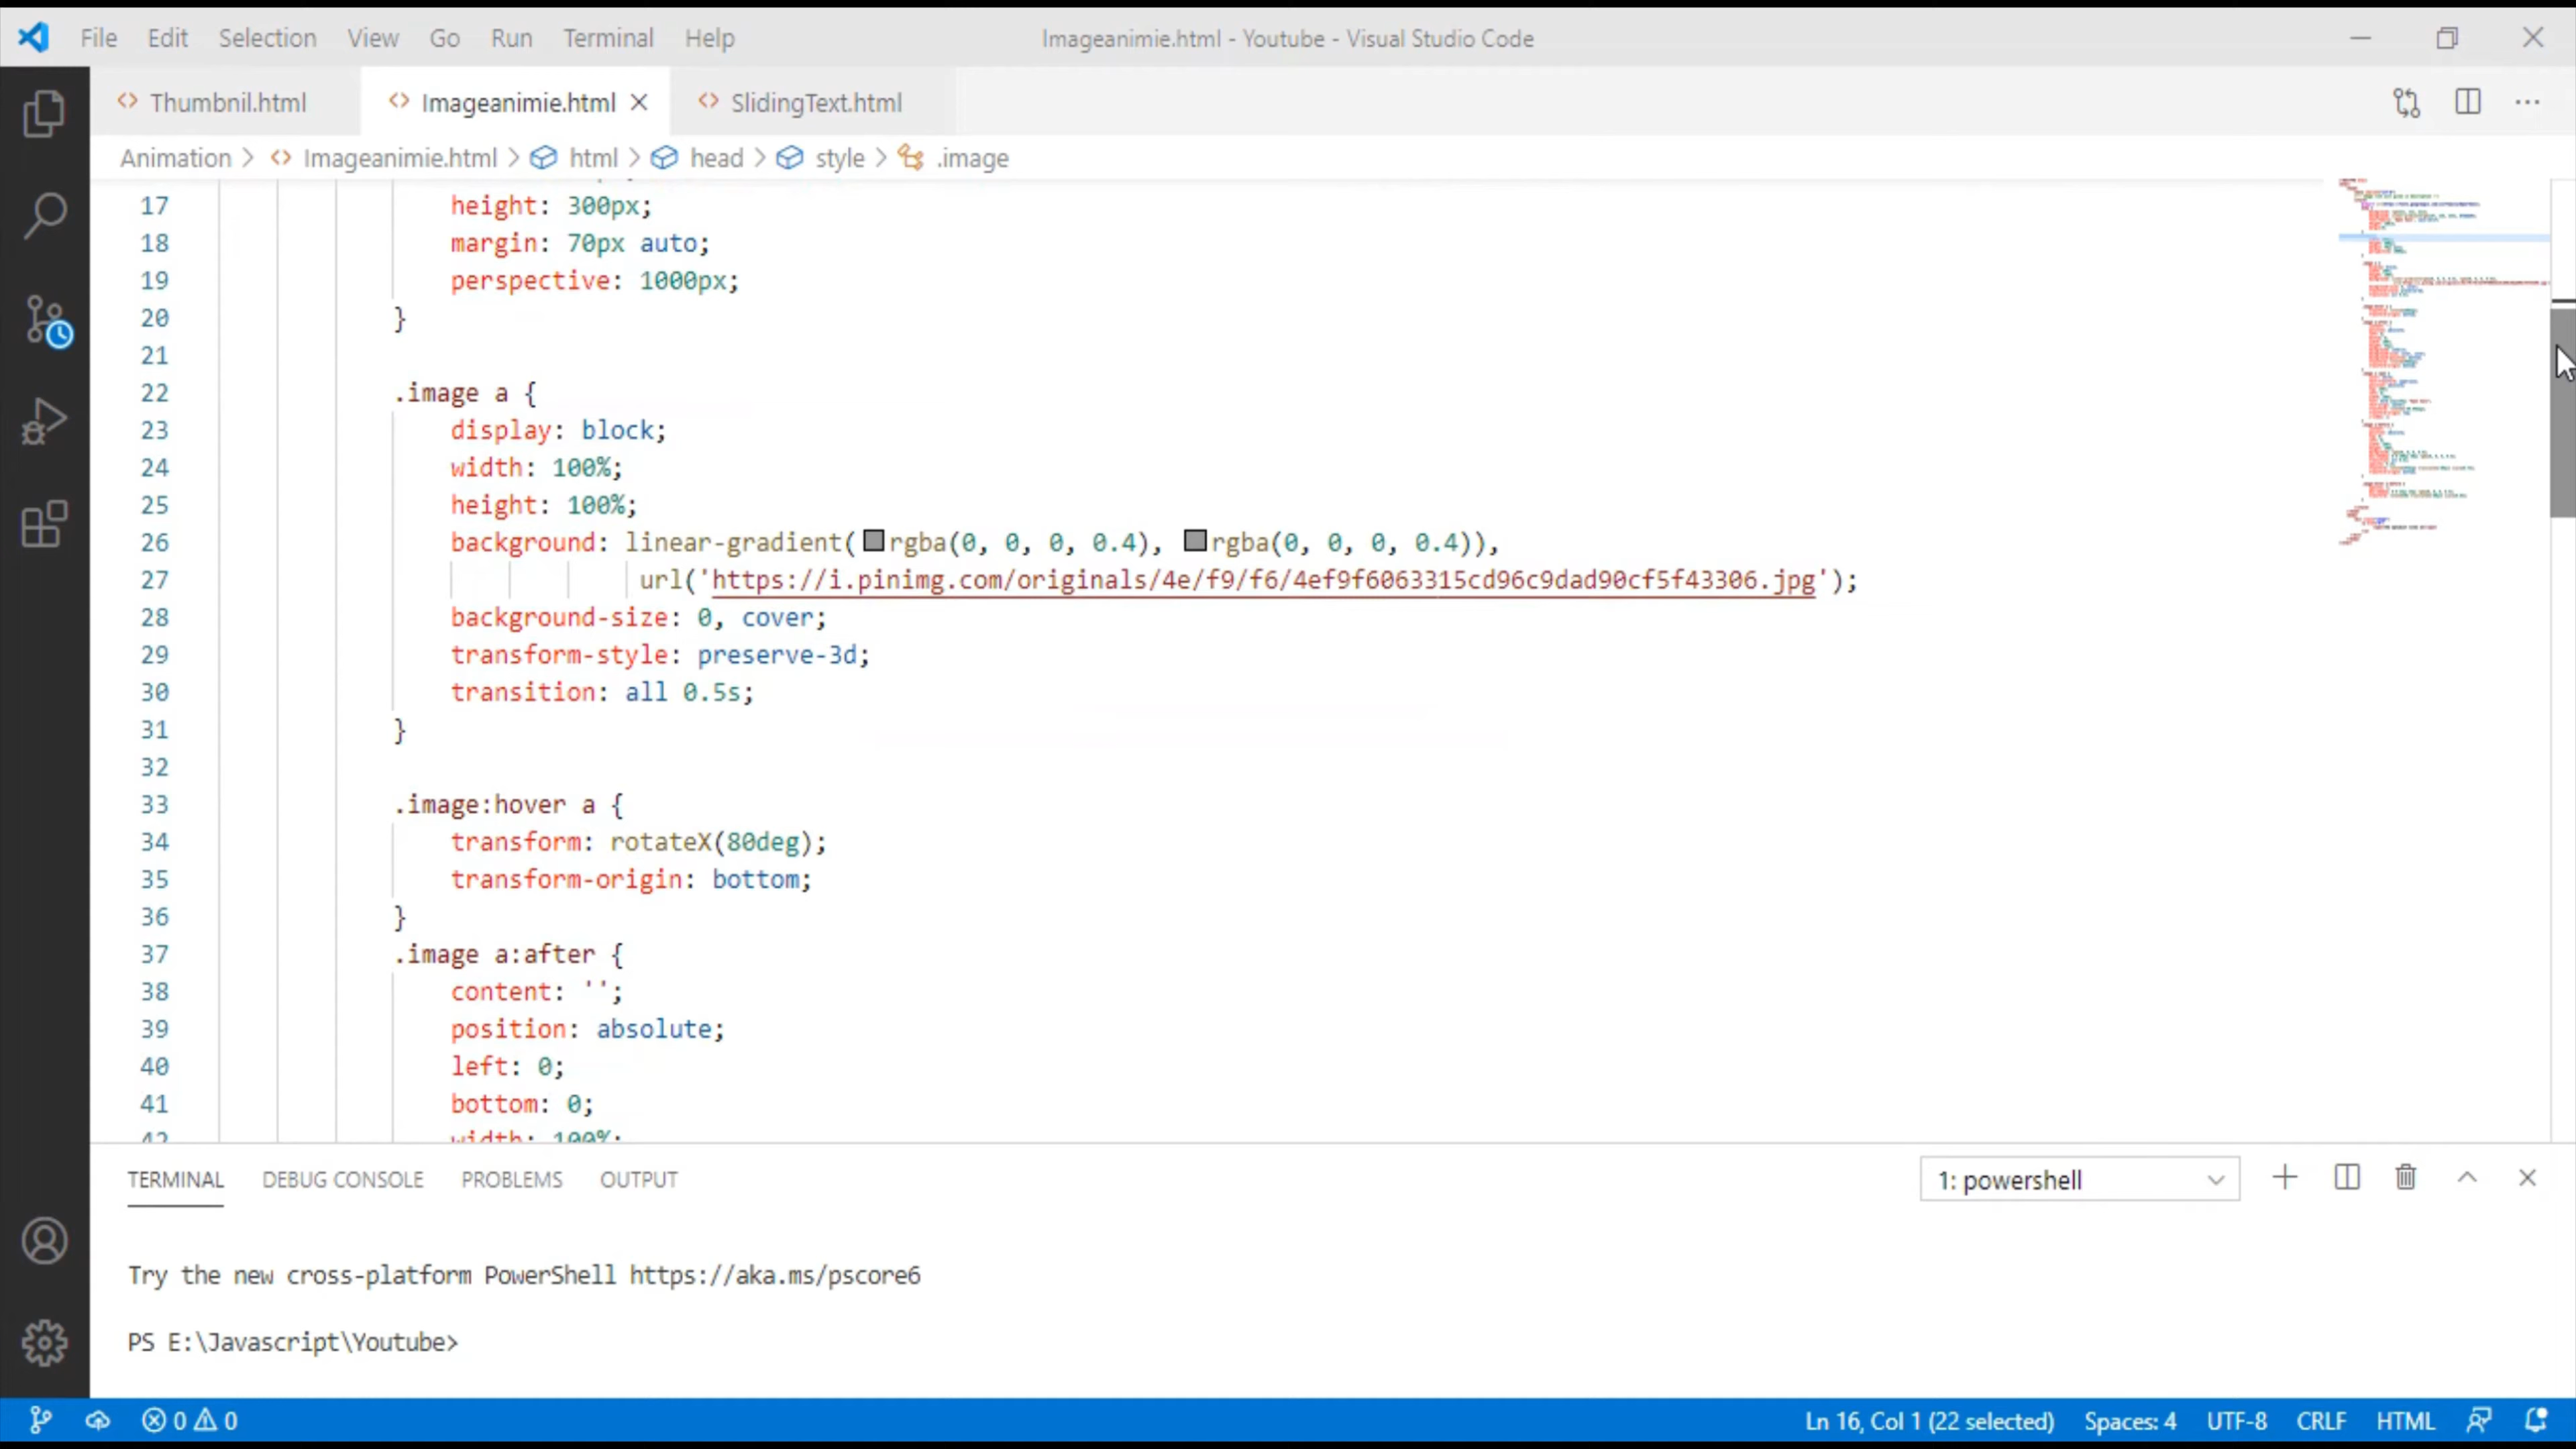 File Edit Selection View Go Run Terminal Help Imageanimie.html - Youtube - Visual Studio Code
Thumbnil.html Imageanimie.html SlidingText.html
Animation > Imageanimie.html > html > head > style > .image
17 height: 300px;
18 margin: 70px auto;
19 perspective: 1000px;
20 }
21
22 .image a {
23 display: block;
24 width: 100%;
25 height: 100%;
26 background: linear-gradient(rgba(0, 0, 0, 0.4), rgba(0, 0, 0, 0.4)),
27 url('https://i.pinimg.com/originals/4e/f9/f6/4ef9f6063315cd96c9dad90cf5f43306.jpg');
28 background-size: 0, cover;
29 transform-style: preserve-3d;
30 transition: all 0.5s;
31 }
32
33 .image:hover a {
34 transform: rotateX(80deg);
35 transform-origin: bottom;
36 }
37 .image a:after {
38 content: '';
39 position: absolute;
40 left: 0;
41 bottom: 0;
42 width: 100%;
TERMINAL DEBUG CONSOLE PROBLEMS OUTPUT 1: powershell
Try the new cross-platform PowerShell https://aka.ms/pscore6
PS E:\Javascript\Youtube>
0 0 Ln 16, Col 1 (22 selected) Spaces: 4 UTF-8 CRLF HTML